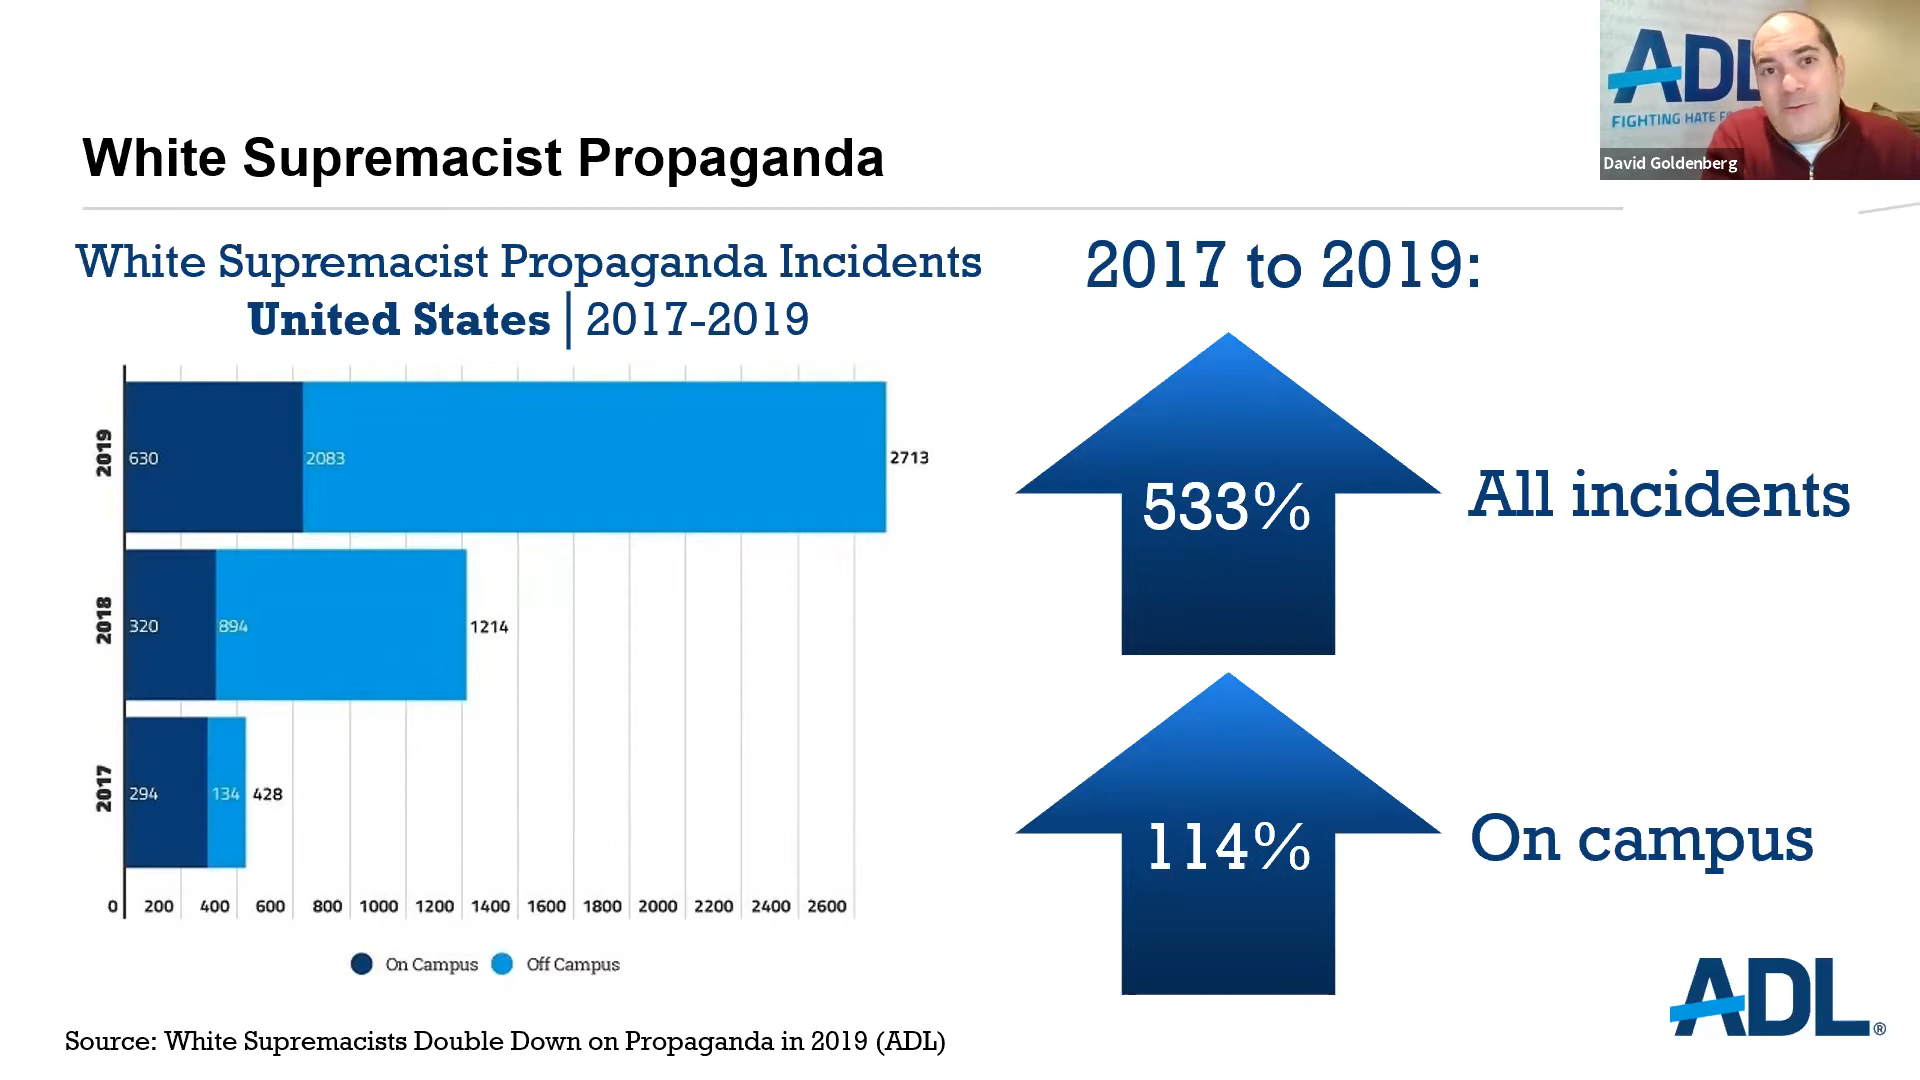 ADL
FIGHTING HATE F
David Goldenberg
White Supremacist Propaganda
White Supremacist Propaganda Incidents
United States | 2017-2019
2019
630
2083
2713
2018
320
894
1214
2017
294
134
428
0 200 400 600 800 1000 1200 1400 1600 1800 2000 2200 2400 2600
On Campus
Off Campus
2017 to 2019:
533%
All incidents
114%
On campus
ADL®
Source: White Supremacists Double Down on Propaganda in 2019 (ADL)